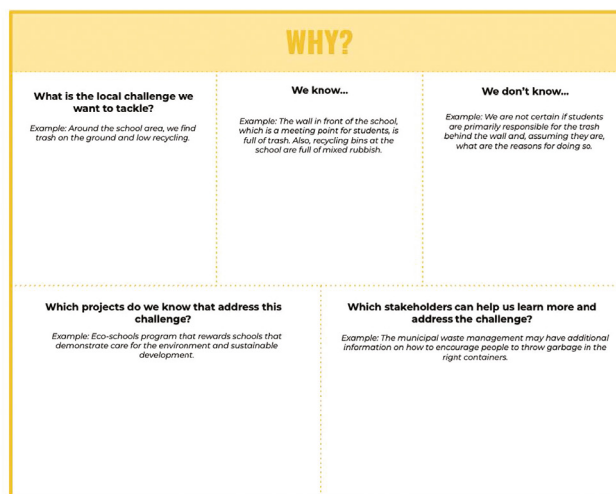 WHY?
What is the local challenge we
want to tackle?
Example: Around the school area, we find
trash on the ground and low recycling.
We know...
Example: The wall in front of the school,
which is a meeting point for students, is
full of trash. Also, recycling bins at the
school are full of mixed rubbish.
We don't know...
Example: We are not certain if students
are primarily responsible for the trash
behind the wall and, assuming they are,
what are the reasons for doing so.
Which projects do we know that address this
challenge?
Example: Eco-schools program that rewards schools that
demonstrate care for the environment and sustainable
development.
Which stakeholders can help us learn more and
address the challenge?
Example: The municipal waste management may have additional
information on how to encourage people to throw garbage in the
right containers.